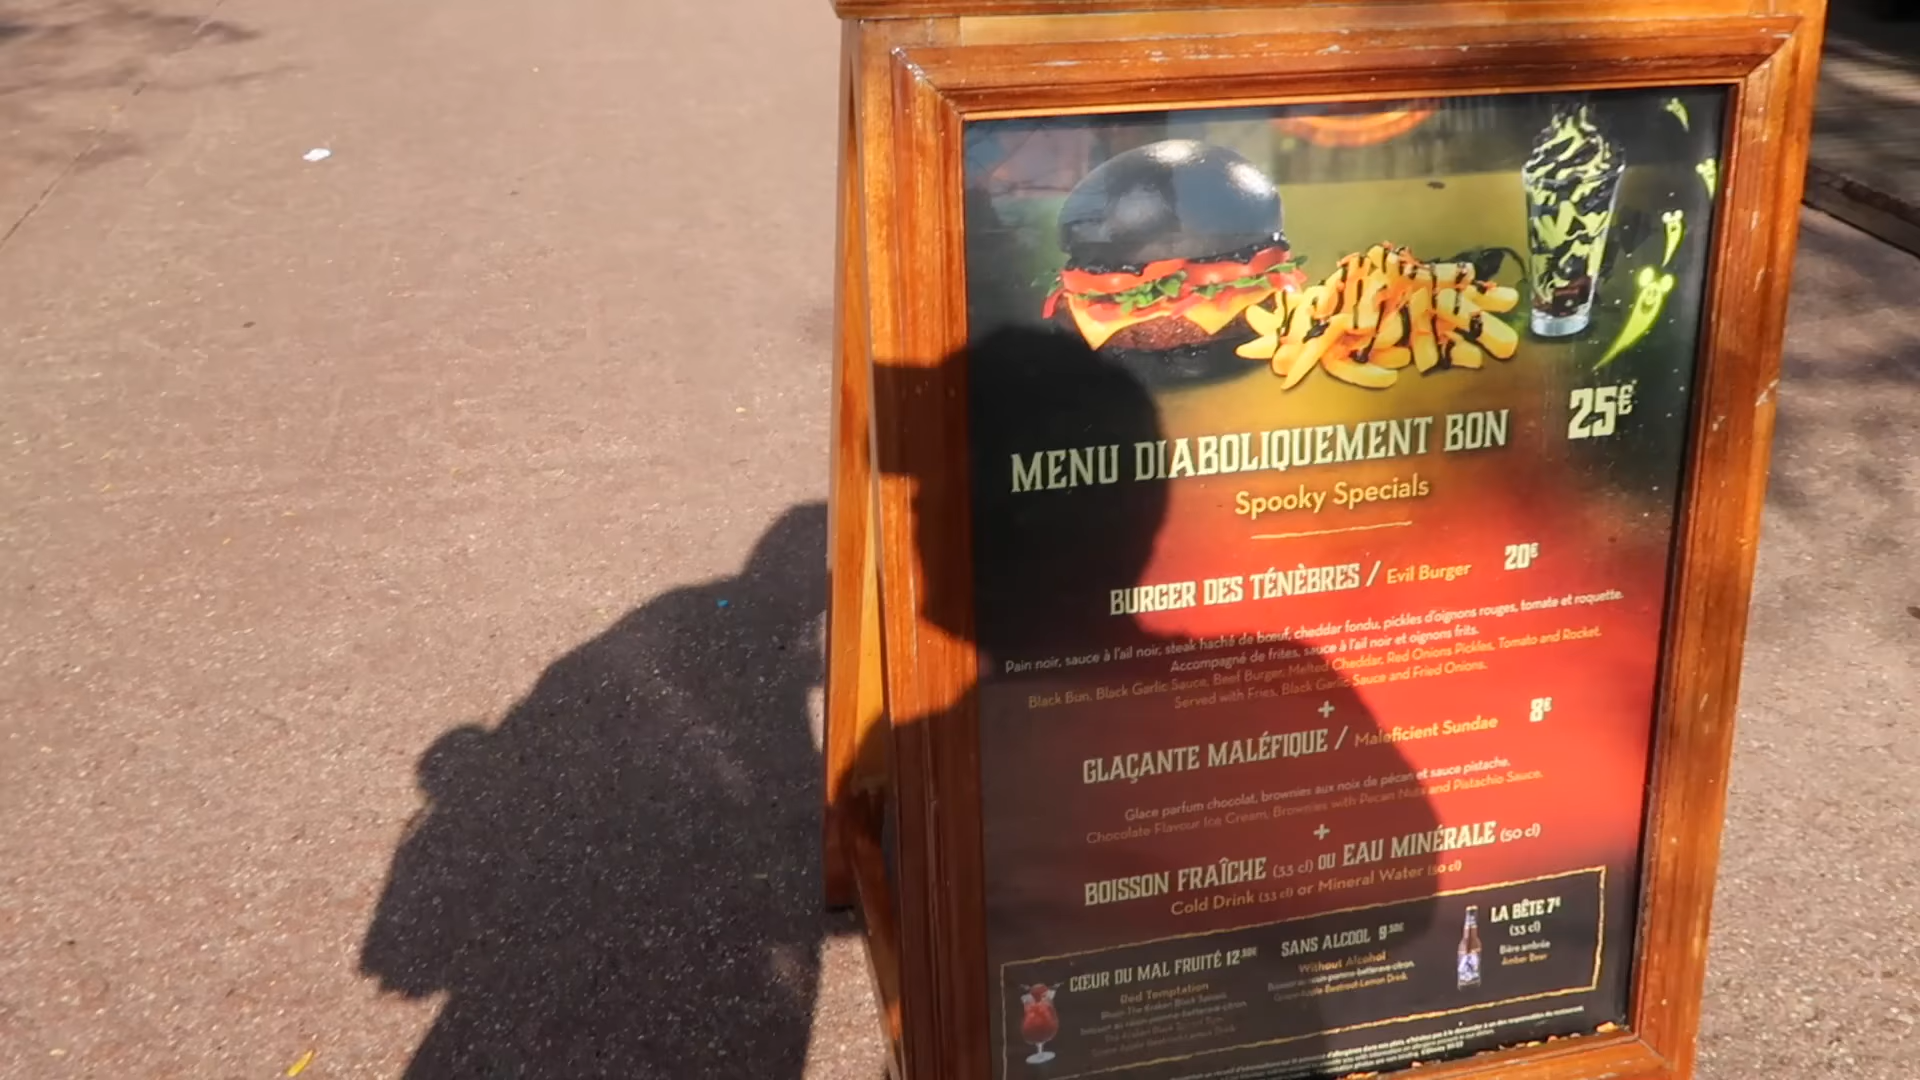 25€
MENU DIABOLIQUEMENT BON
Spooky Specials
BURGER DES TÉNÈBRES / Evil Burger 20€
Pain noir, sauce à l'ail noir, steak haché de bœuf, cheddar fondu, pickles d'oignons rouges, tomate et roquette.
Accompagné de frites, sauce à l'ail noir et oignons frits.
Black Bun, Black Garlic Sauce, Beef Burger, Melted Cheddar, Red Onions Pickles, Tomato and Rocket.
Served with Fries, Black Garlic Sauce and Fried Onions.
+
GLAÇANTE MALÉFIQUE / Maleficient Sundae 8€
Glace parfum chocolat, brownies aux noix de pécan et sauce pistache.
Chocolate Flavour Ice Cream, Brownies with Pecan Nuts and Pistachio Sauce.
+
BOISSON FRAÎCHE (33 cl) OU EAU MINÉRALE (50 cl)
Cold Drink (33 cl) or Mineral Water (50 cl)
CŒUR DU MAL FRUITÉ 12
Red Temptation
SANS ALCOOL 9
Without Alcohol
LA BÊTE 7€
(33 cl)
Bière ambrée
Amber Beer